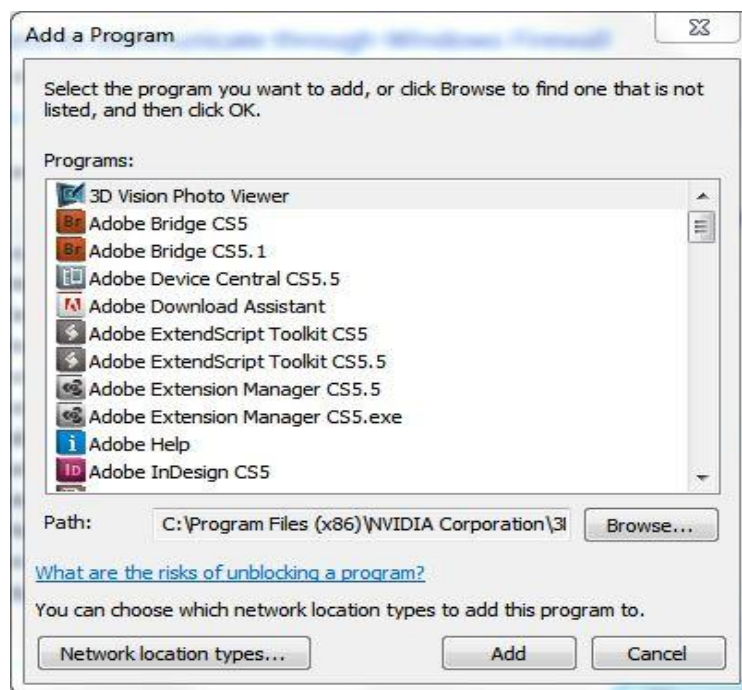 Add a Program
Select the program you want to add, or click Browse to find one that is not
listed, and then click OK.
Programs:
3D Vision Photo Viewer
Br Adobe Bridge CS5
Br Adobe Bridge CS5.1
Adobe Device Central CS5.5
Adobe Download Assistant
Adobe ExtendScript Toolkit CS5
Adobe ExtendScript Toolkit CS5.5
Adobe Extension Manager CS5.5
Adobe Extension Manager CS5.exe
i Adobe Help
ID Adobe InDesign CS5
Path: C:\Program Files (x86)\NVIDIA Corporation\3 Browse...
What are the risks of unblocking a program?
You can choose which network location types to add this program to.
Network location types... Add Cancel